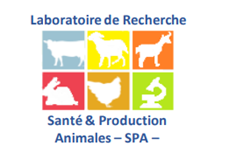 Laboratoire de Recherche
Santé & Production
Animales – SPA –